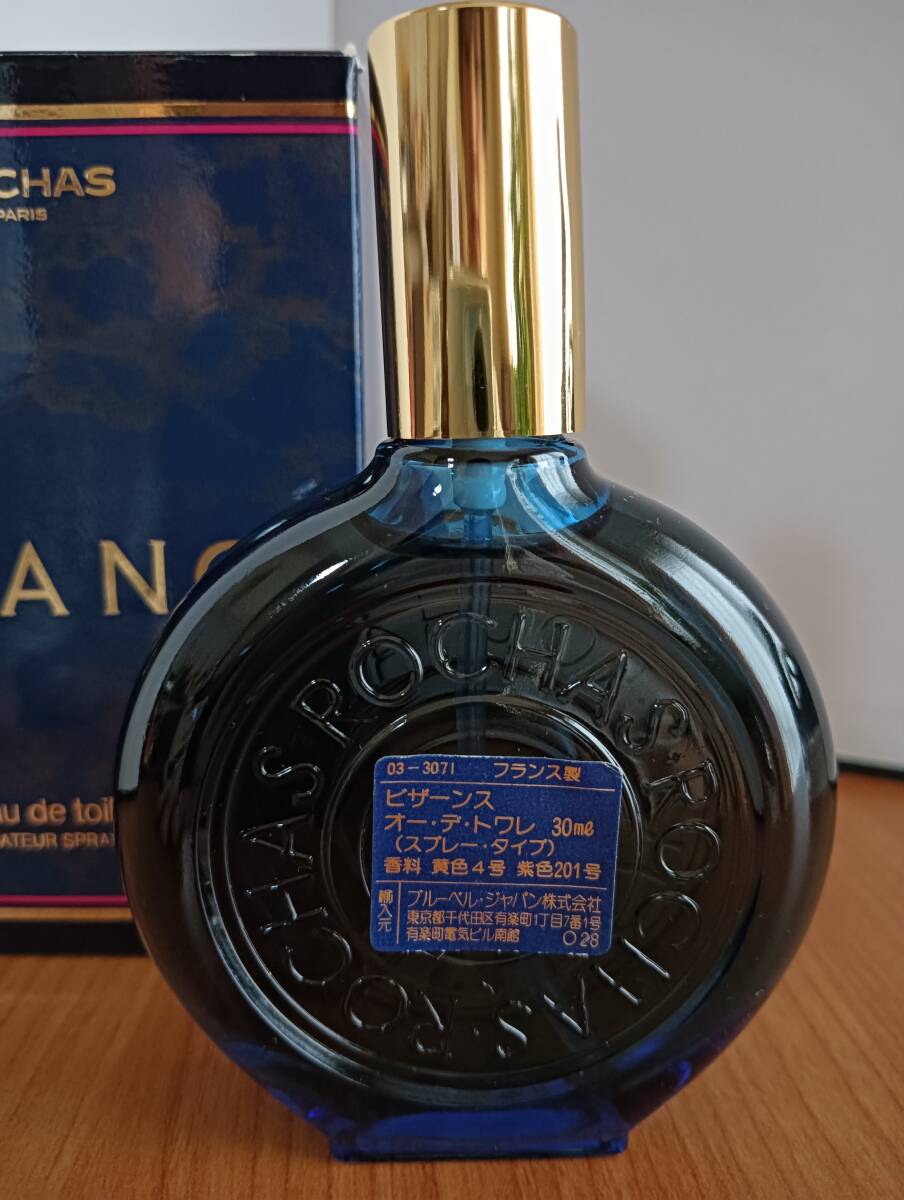 CHAS
PARIS
ANC
au de toil
ATEUR SPRA
ROCHAS.ROCHAS.ROCHAS.ROCHAS
03-3071 フランス製
ビザーンス
オー・デ・トワレ 30mℓ
(スプレー・タイプ)
香料 黄色4号 紫色201号
輸入元
ブルーベル・ジャパン株式会社
東京都千代田区有楽町1丁目7番1号
有楽町電気ビル南館 O 28